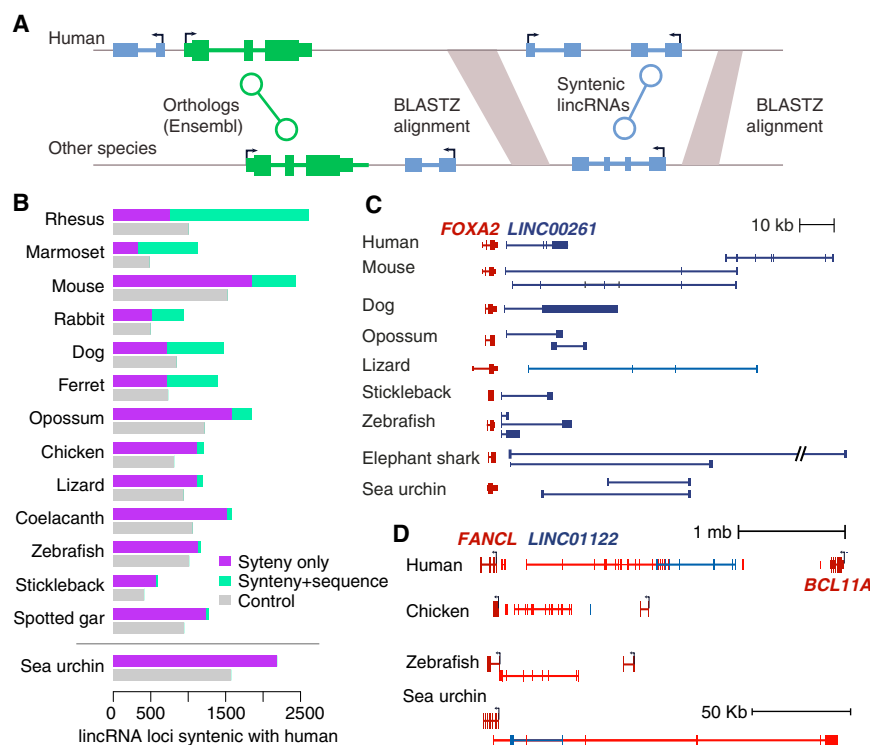 A
Human
Orthologs
(Ensembl)
BLASTZ
alignment
Syntenic
lincRNAs
BLASTZ
alignment
Other species
B
Rhesus
Marmoset
Mouse
Rabbit
Dog
Ferret
Opossum
Chicken
Lizard
Coelacanth
Zebrafish
Stickleback
Spotted gar
Sea urchin
Syteny only
Synteny+sequence
Control
0
500
1500
2500
lincRNA loci syntenic with human
C
10 kb
FOXA2 LINC00261
Human
Mouse
Dog
Opossum
Lizard
Stickleback
Zebrafish
Elephant shark
Sea urchin
D
1 mb
FANCL LINC01122
Human
BCL11A
Chicken
Zebrafish
Sea urchin
50 Kb